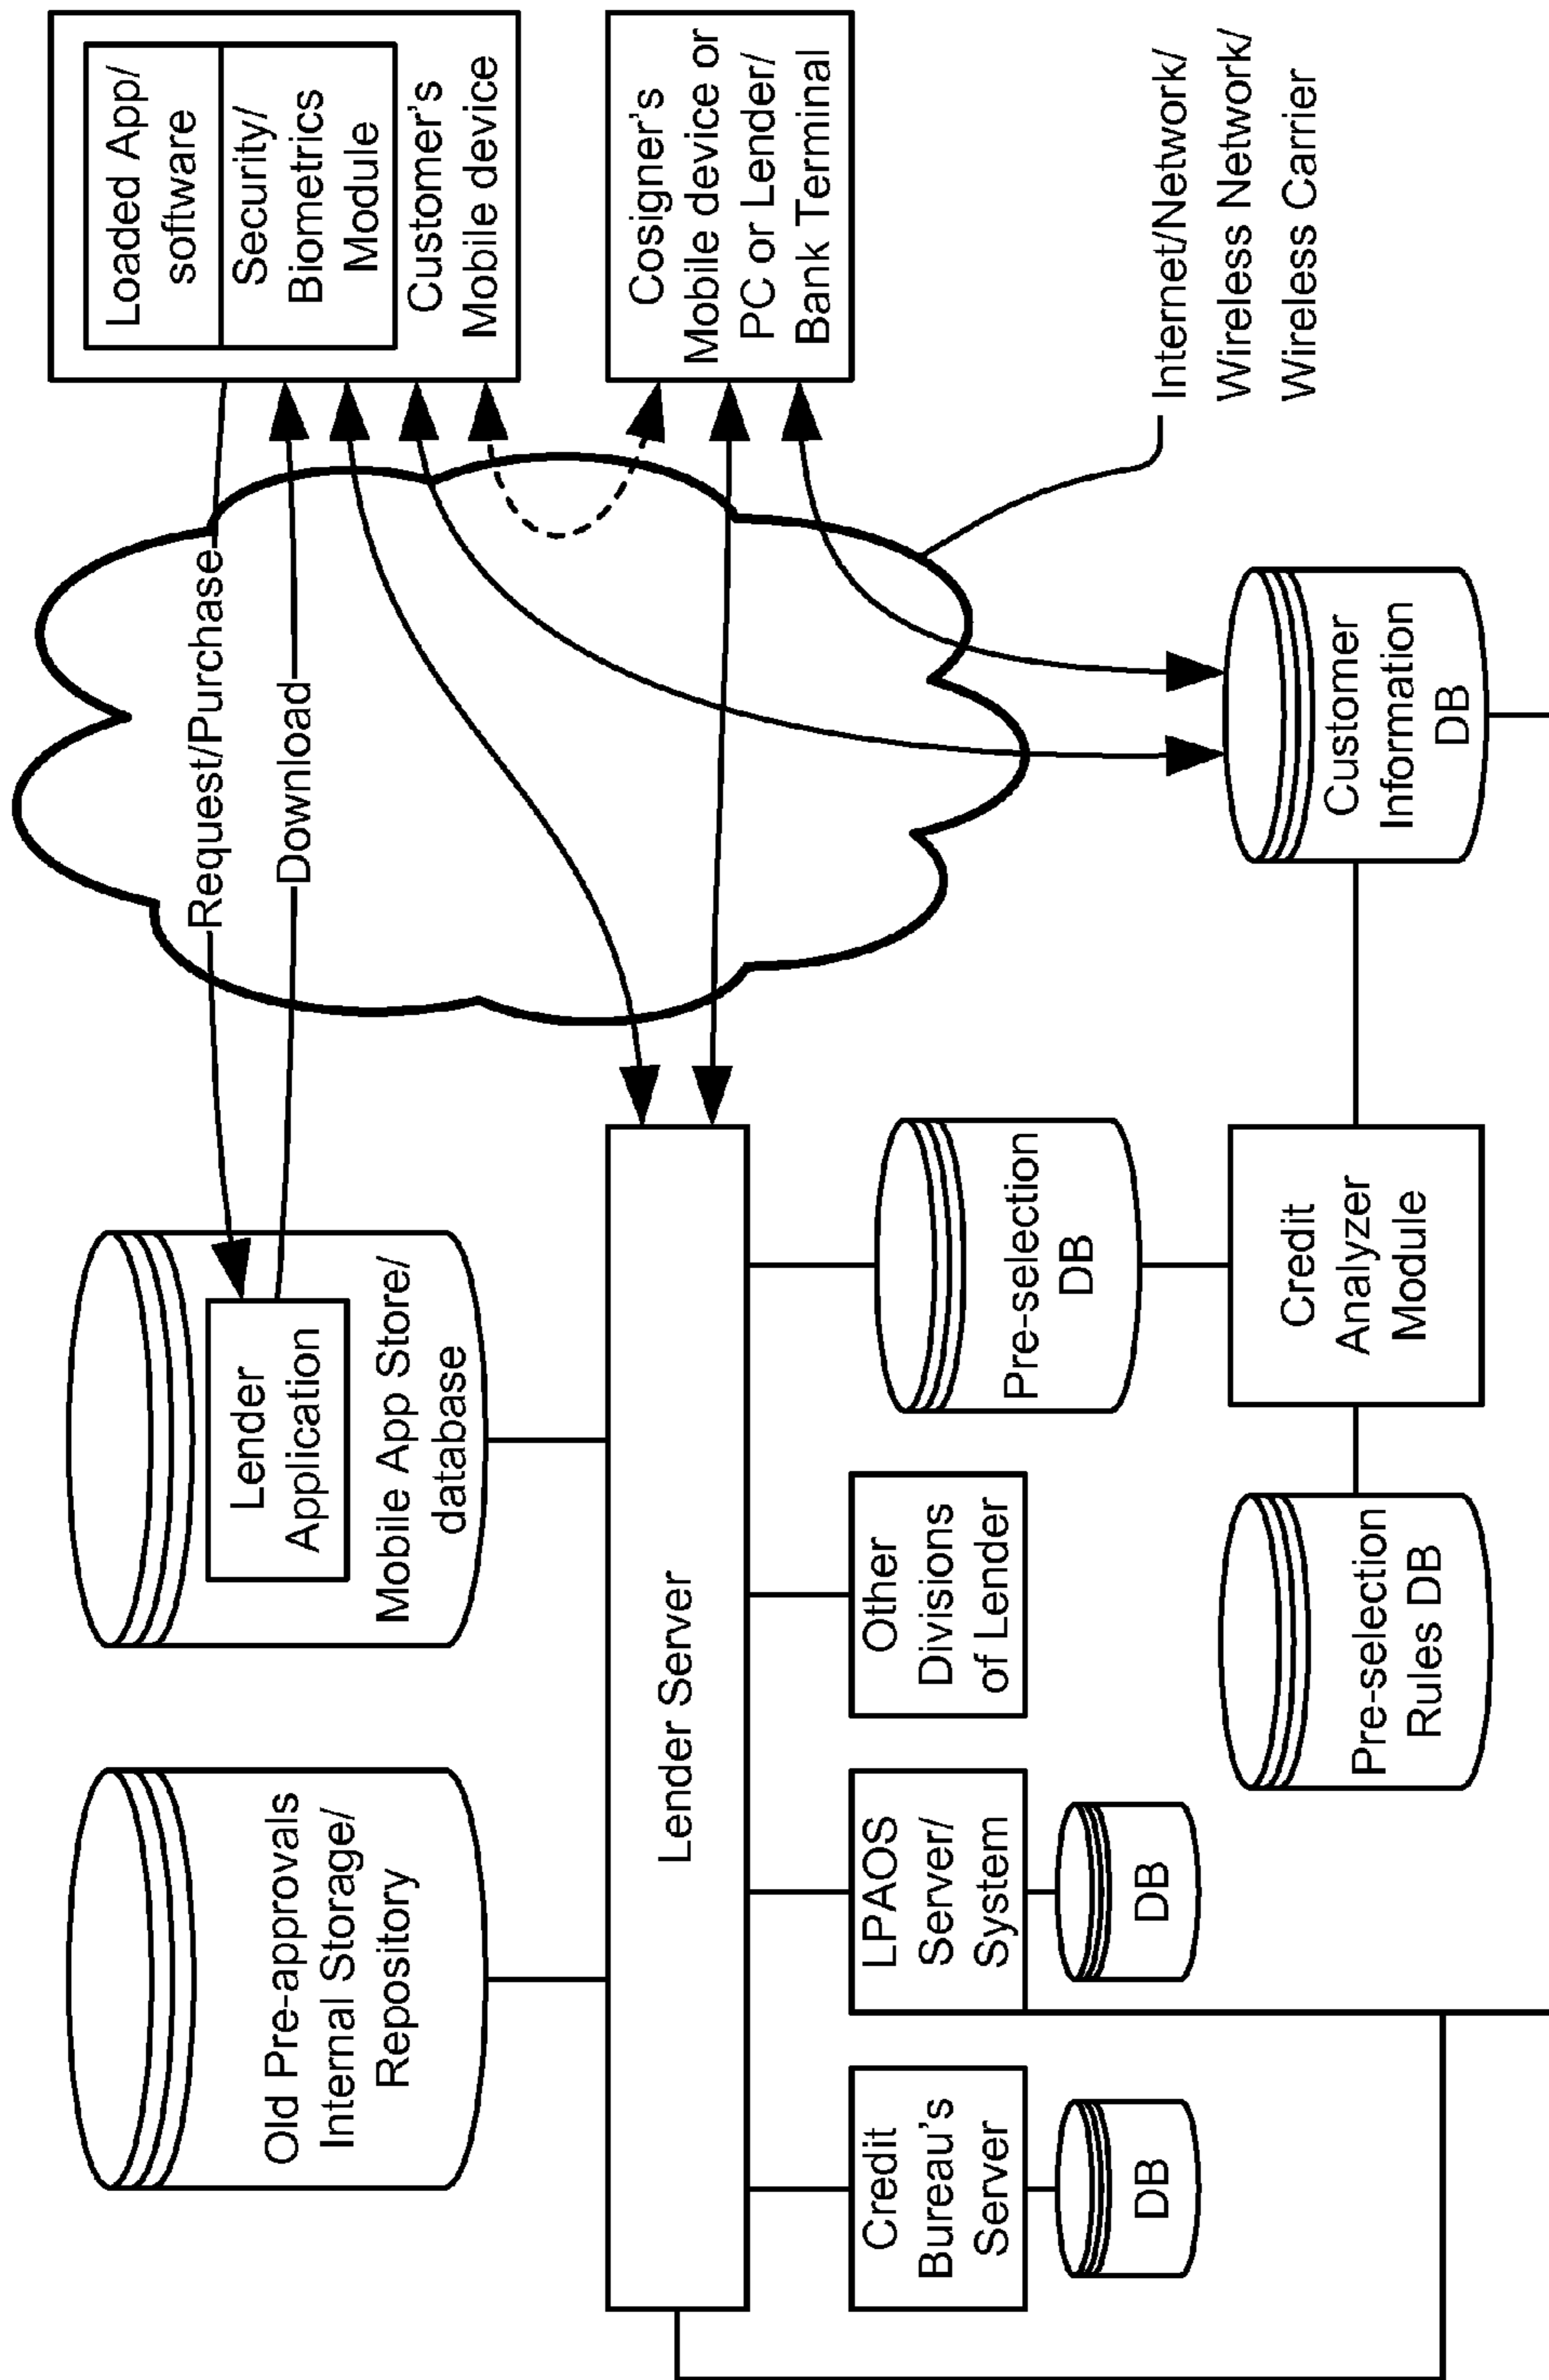 Old Pre-approvals
Internal Storage/
Repository
Lender
Application
Mobile App Store/
database
Request/Purchase
Download
Loaded App/
software
Security/
Biometrics
Module
Customer's
Mobile device
Lender Server
Cosigner's
Mobile device or
PC or Lender/
Bank Terminal
Credit
Bureau's
Server
DB
LPAOS
Server/
System
DB
Other
Divisions
of Lender
Pre-selection
DB
Internet/Network/
Wireless Network/
Wireless Carrier
Pre-selection
Rules DB
Credit
Analyzer
Module
Customer
Information
DB